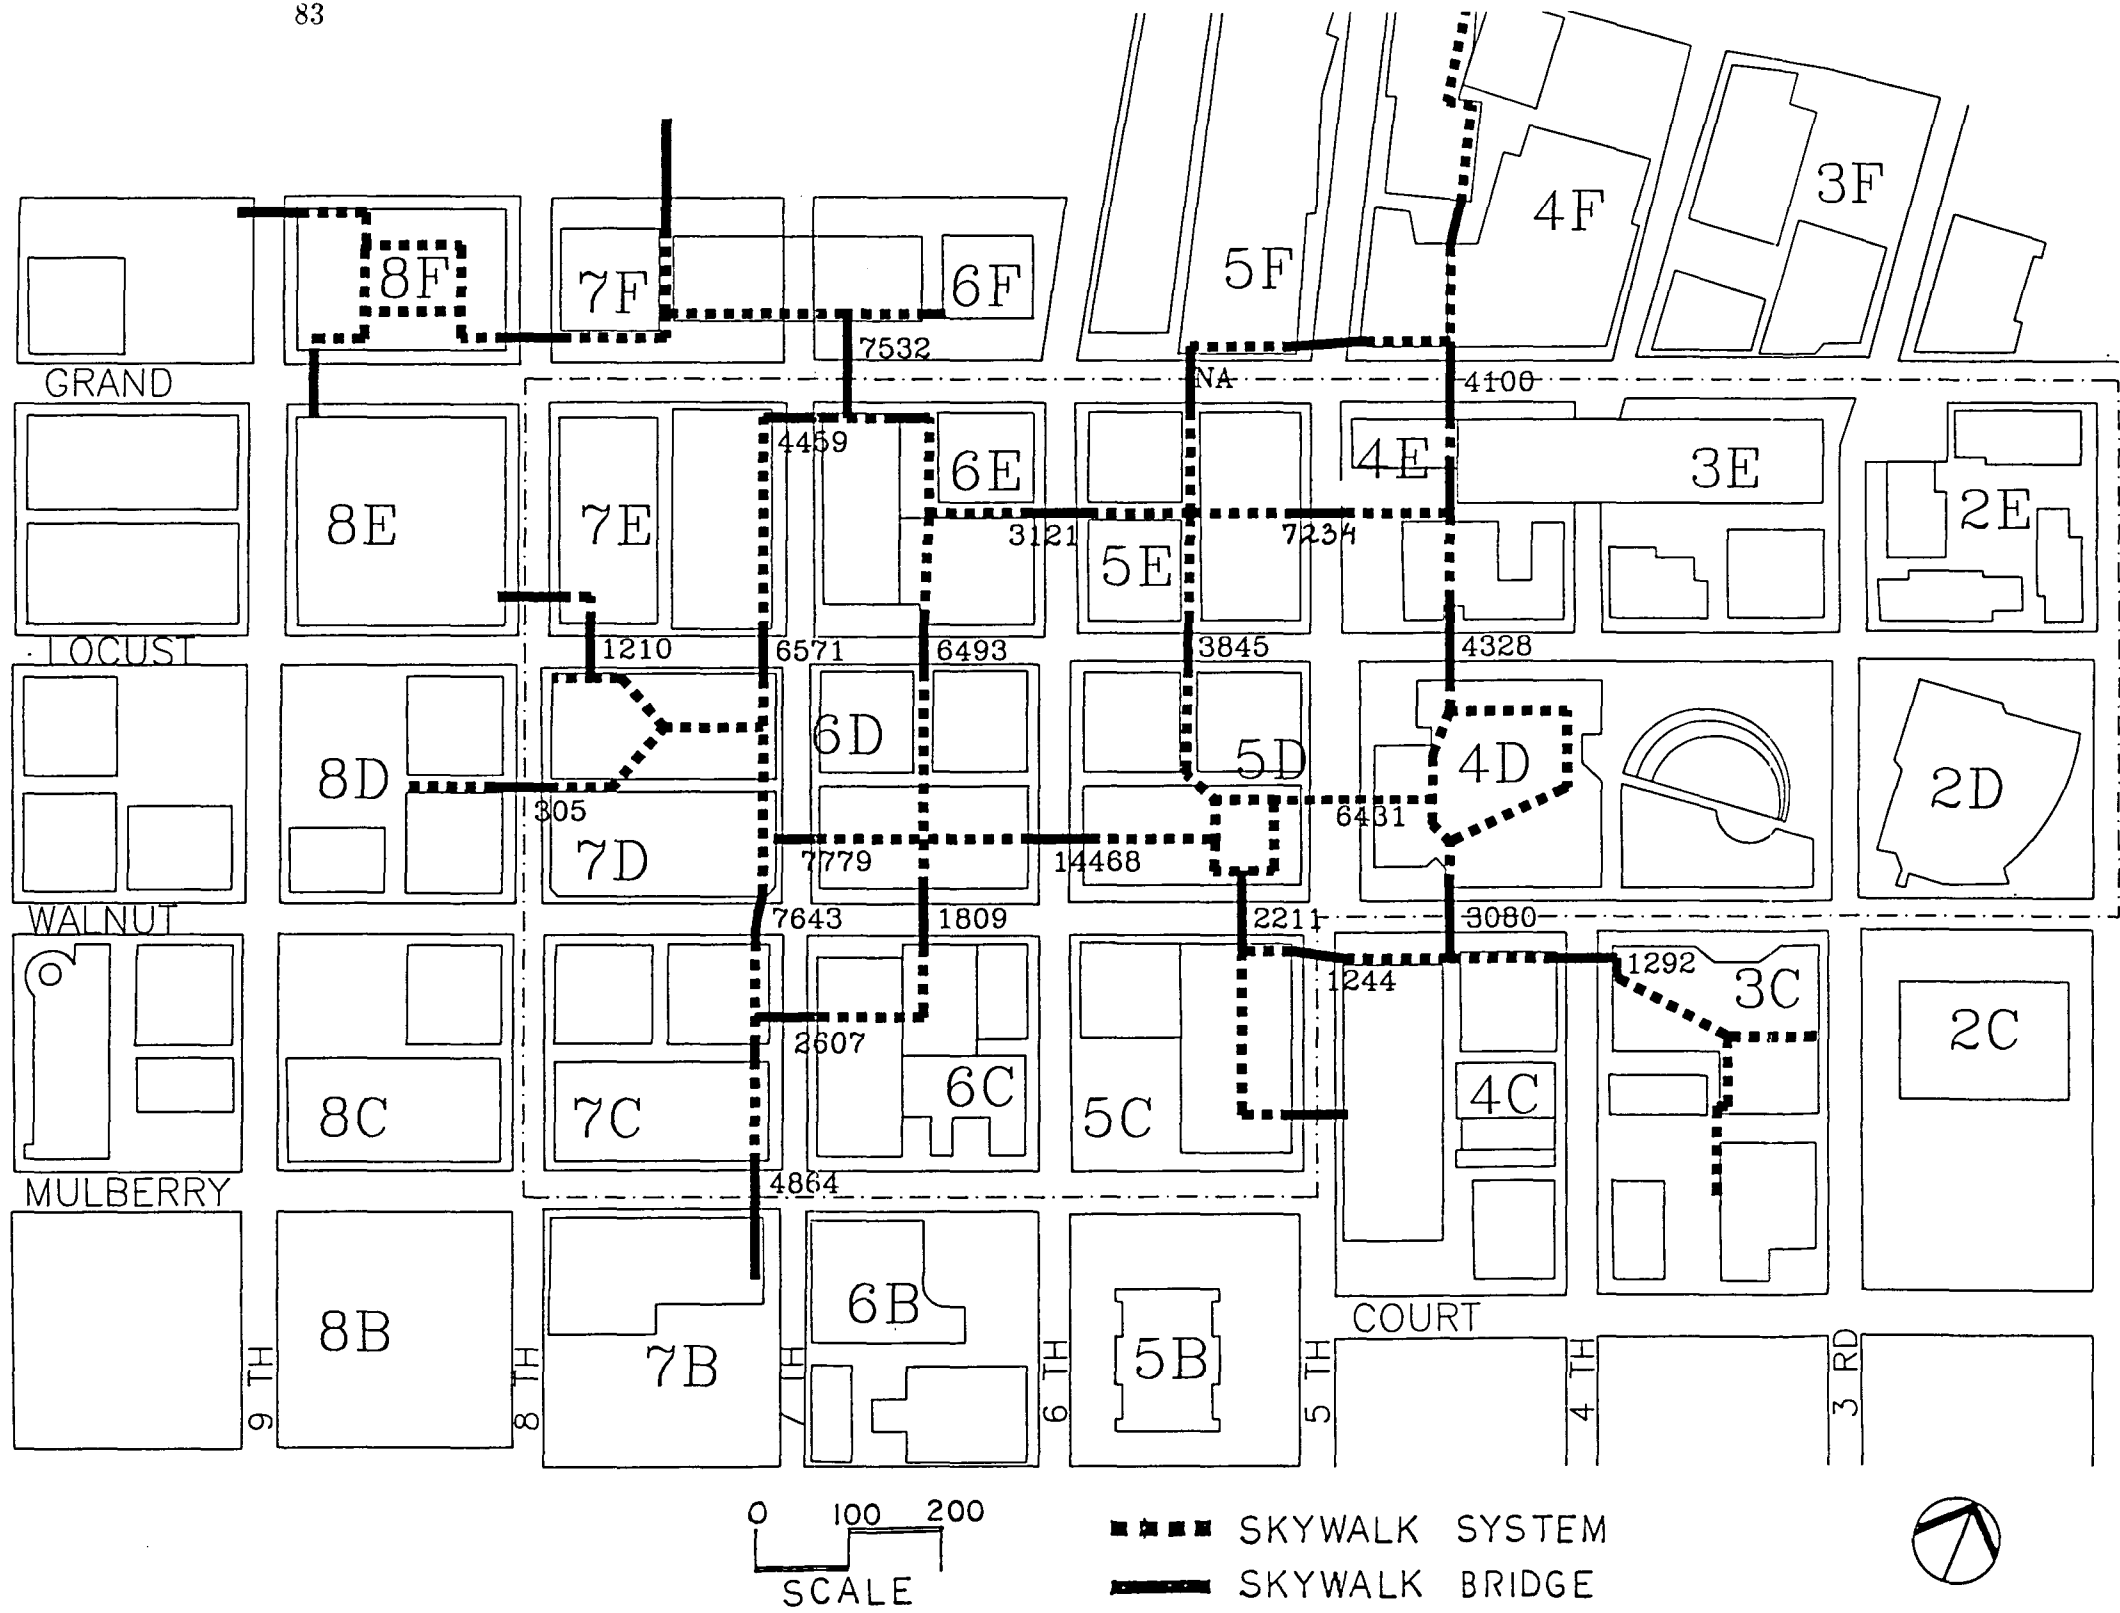 83
8F
7F
6F
5F
4F
3F
7532
GRAND
NA
4100
4459
8E
7E
6E
5E
4E
3E
2E
3121
7234
LOCUST
1210
6571
6493
3845
4328
8D
6D
5D
4D
2D
305
7D
7779
14468
6431
WALNUT
7643
1809
2211
3080
1244
1292
3C
2C
2607
8C
7C
6C
5C
4C
MULBERRY
4864
8B
7B
6B
5B
COURT
9 TH
8 TH
7 TH
6 TH
5 TH
4 TH
3 RD
0 100 200
SCALE
SKYWALK SYSTEM
SKYWALK BRIDGE